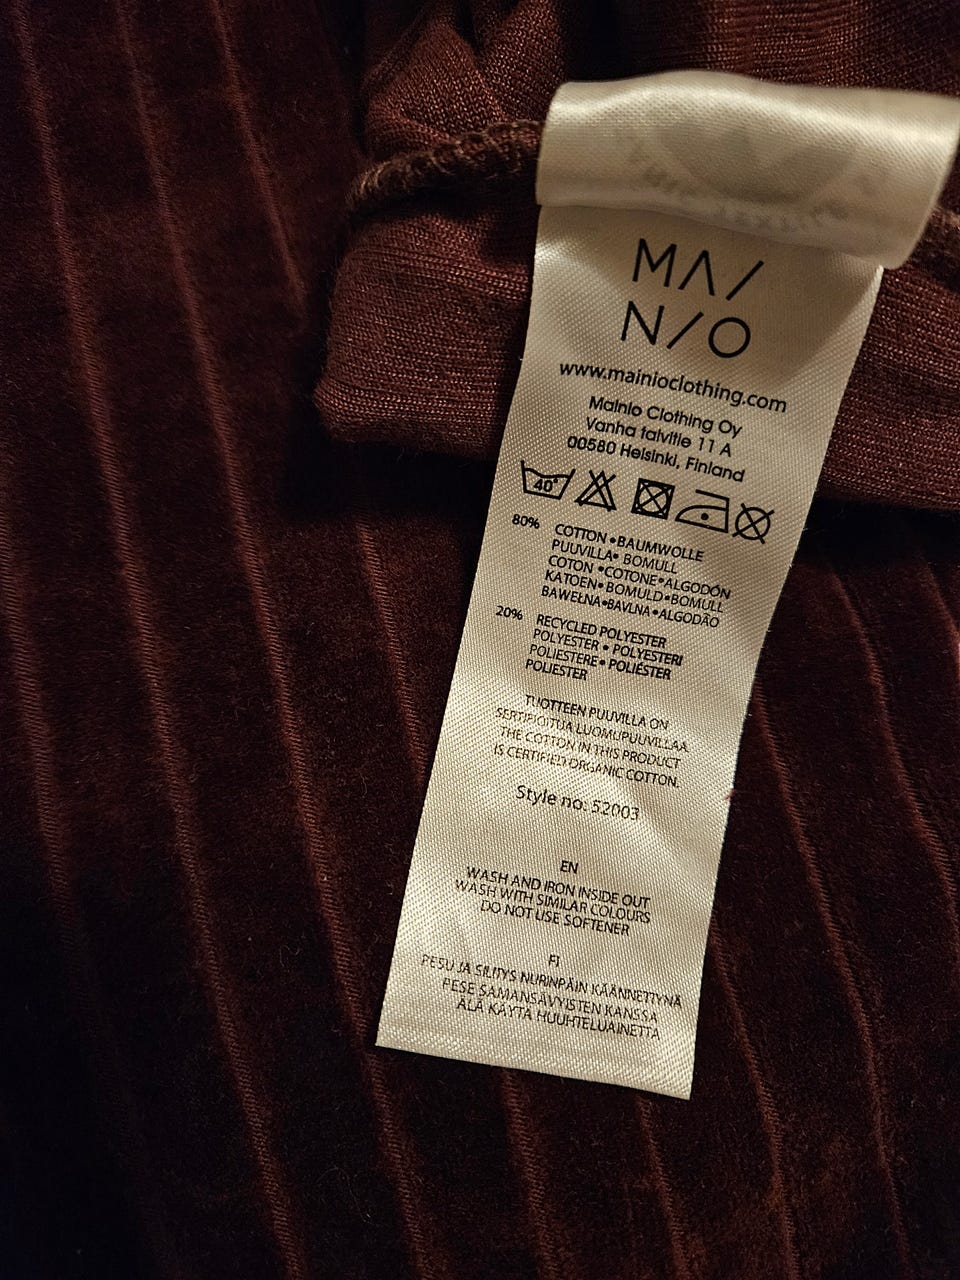 MAI
NIO
www.mainioclothing.com
Mainio Clothing Oy
Vanha talvitie 11 A
00580 Helsinki, Finland
40°
80% COTTON•BAUMWOLLE
PUUVILLA• BOMULL
COTON •COTONE•ALGODÓN
KATOEN• BOMULD•BOMULL
BAWEŁNA•BAVLNA•ALGODÃO
20% RECYCLED POLYESTER
POLYESTER • POLYESTERI
POLIESTERE• POLIÉSTER
POLIESTER
TUOTTEEN PUUVILLA ON
SERTIFIOITUA LUOMUPUUVILLAA.
THE COTTON IN THIS PRODUCT
IS CERTIFIED ORGANIC COTTON.
Style no: 52003
EN
WASH AND IRON INSIDE OUT
WASH WITH SIMILAR COLOURS
DO NOT USE SOFTENER
FI
PESU JA SILITYS NURINPÄIN KÄÄNNETTYNÄ
PESE SAMANSÄVYISTEN KANSSA
ÄLÄ KÄYTÄ HUUHTELUAINETTA